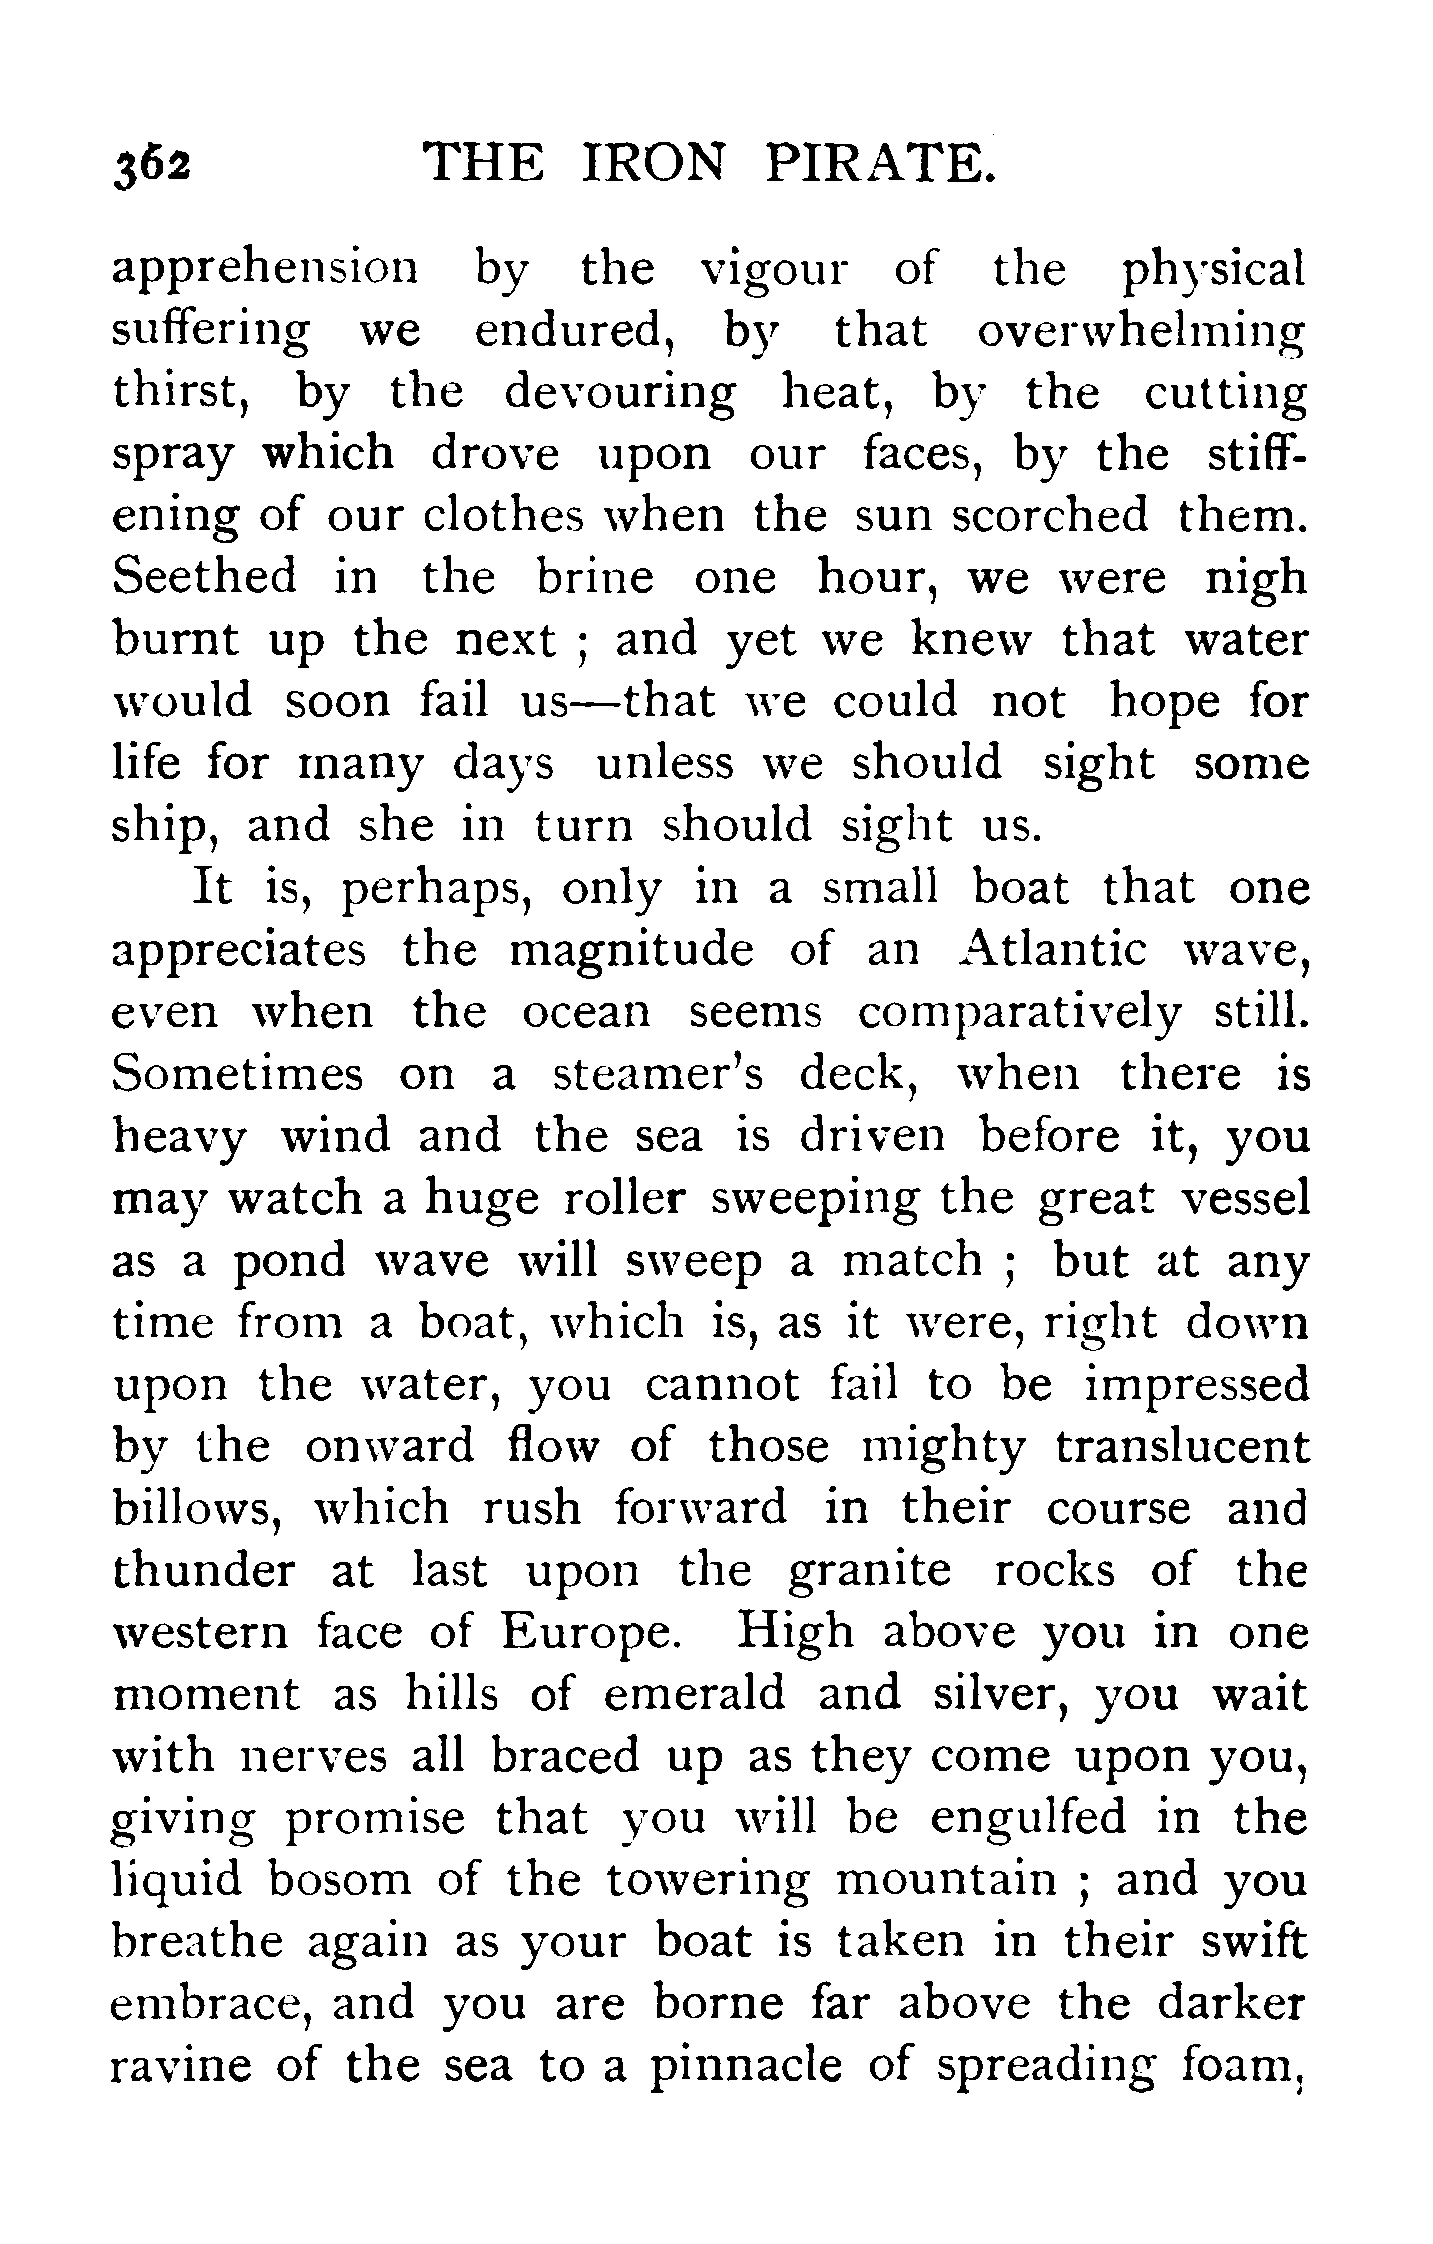 362 THE IRON PIRATE.
apprehension by the vigour of the physical
suffering we endured, by that overwhelming
thirst, by the devouring heat, by the cutting
spray which drove upon our faces, by the stiff-
ening of our clothes when the sun scorched them.
Seethed in the brine one hour, we were nigh
burnt up the next ; and yet we knew that water
would soon fail us—that we could not hope for
life for many days unless we should sight some
ship, and she in turn should sight us.
It is, perhaps, only in a small boat that one
appreciates the magnitude of an Atlantic wave,
even when the ocean seems comparatively still.
Sometimes on a steamer's deck, when there is
heavy wind and the sea is driven before it, you
may watch a huge roller sweeping the great vessel
as a pond wave will sweep a match ; but at any
time from a boat, which is, as it were, right down
upon the water, you cannot fail to be impressed
by the onward flow of those mighty translucent
billows, which rush forward in their course and
thunder at last upon the granite rocks of the
western face of Europe. High above you in one
moment as hills of emerald and silver, you wait
with nerves all braced up as they come upon you,
giving promise that you will be engulfed in the
liquid bosom of the towering mountain ; and you
breathe again as your boat is taken in their swift
embrace, and you are borne far above the darker
ravine of the sea to a pinnacle of spreading foam,